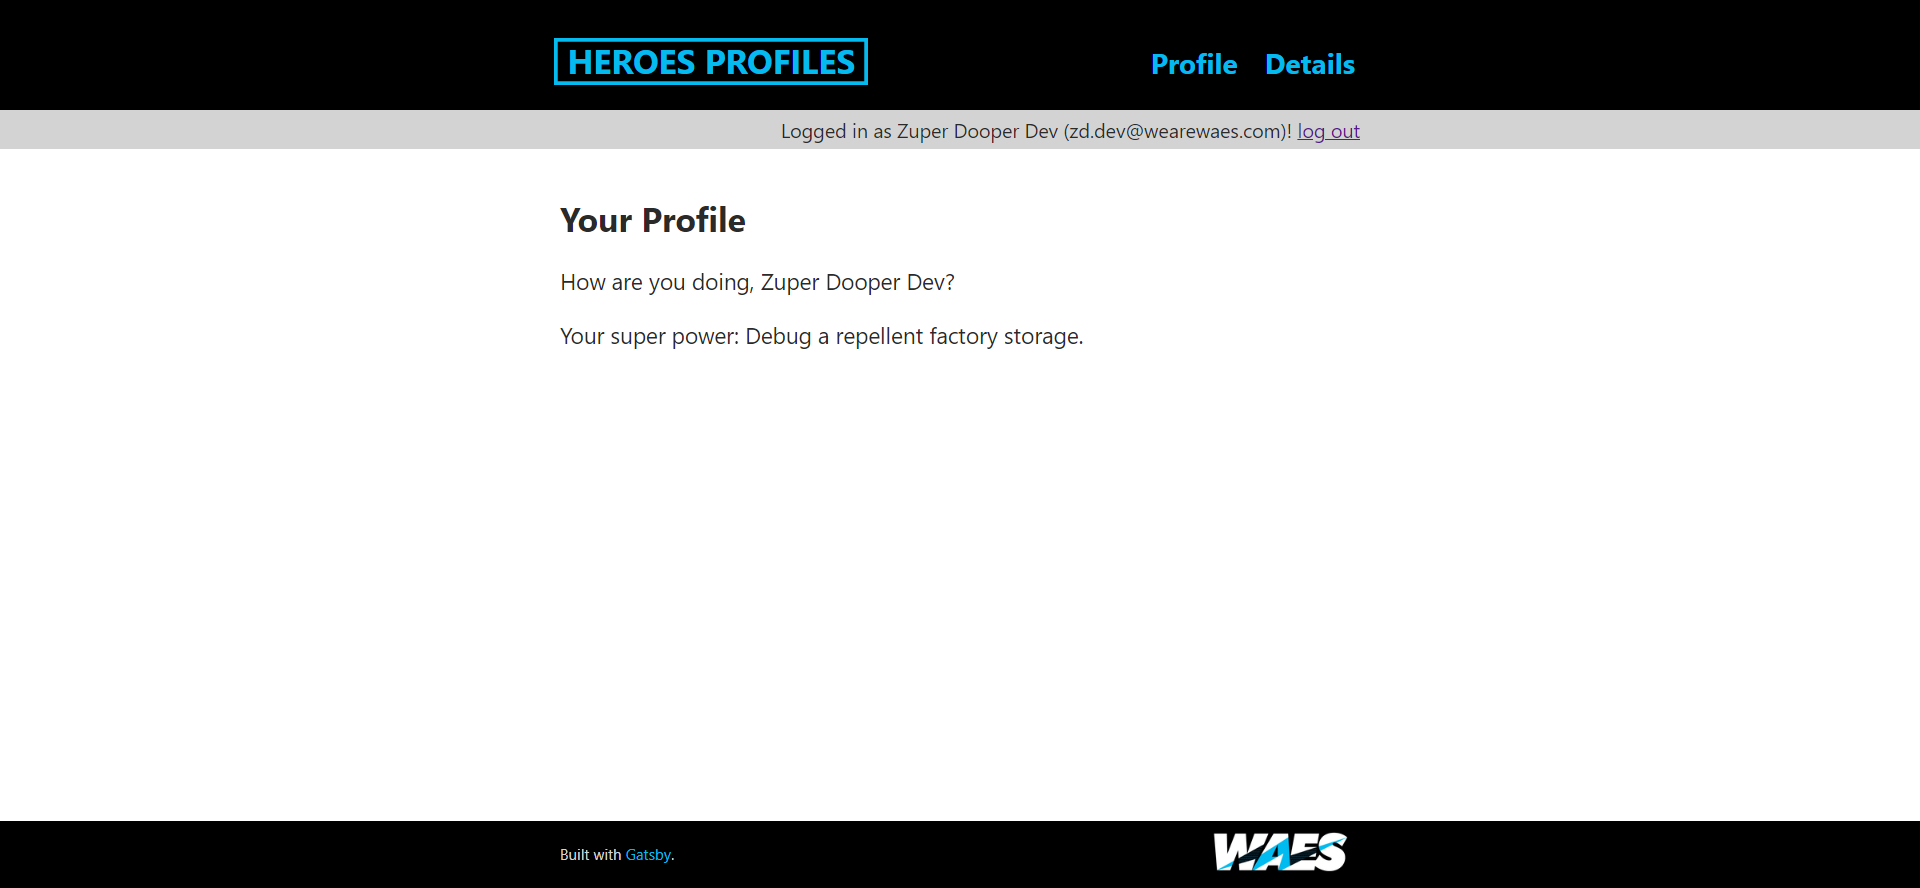 HEROES PROFILES
Profile
Details
Logged in as Zuper Dooper Dev (zd.dev@wearewaes.com)! log out
Your Profile
How are you doing, Zuper Dooper Dev?
Your super power: Debug a repellent factory storage.
Built with Gatsby.
WAES